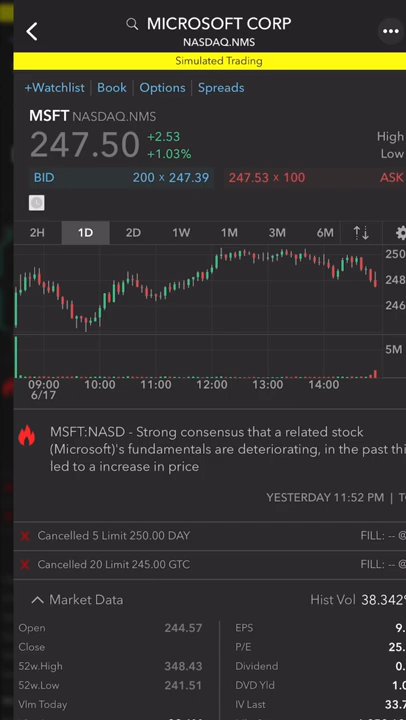 MICROSOFT CORP
NASDAQ.NMS
Simulated Trading
+Watchlist | Book | Options | Spreads
MSFT NASDAQ.NMS
247.50 +2.53
+1.03%
High
Low
BID 200 x 247.39 247.53 x 100 ASK
2H 1D 2D 1W 1M 3M 6M
250
248
246
5M
09:00 10:00 11:00 12:00 13:00 14:00
6/17
MSFT:NASD - Strong consensus that a related stock
(Microsoft)'s fundamentals are deteriorating, in the past thi
led to a increase in price
YESTERDAY 11:52 PM |
Cancelled 5 Limit 250.00 DAY FILL: -- @
Cancelled 20 Limit 245.00 GTC FILL: -- @
Market Data Hist Vol 38.342%
Open 244.57 EPS 9.
Close P/E 25.
52w.High 348.43 Dividend 0.
52w.Low 241.51 DVD Yld 1.
Vlm Today IV Last 33.7